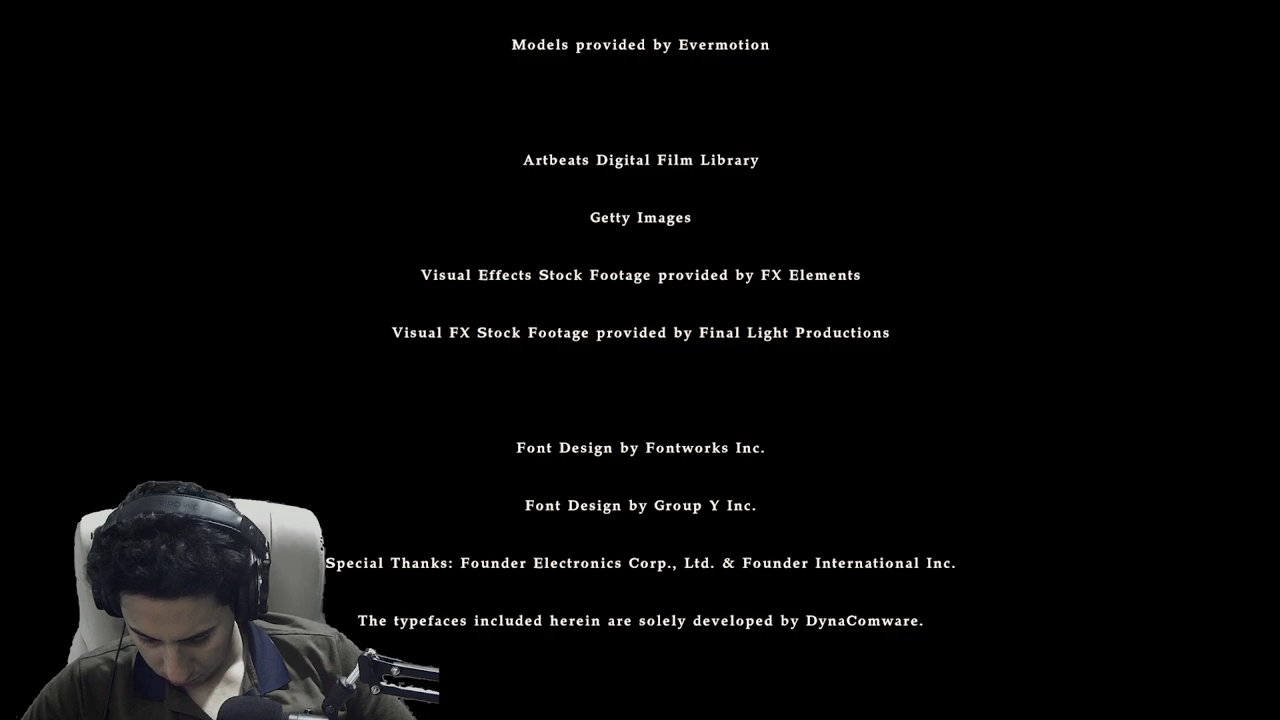 Models provided by Evermotion
Artbeats Digital Film Library
Getty Images
Visual Effects Stock Footage provided by FX Elements
Visual FX Stock Footage provided by Final Light Productions
Font Design by Fontworks Inc.
Font Design by Group Y Inc.
Special Thanks: Founder Electronics Corp., Ltd. & Founder International Inc.
The typefaces included herein are solely developed by DynaComware.